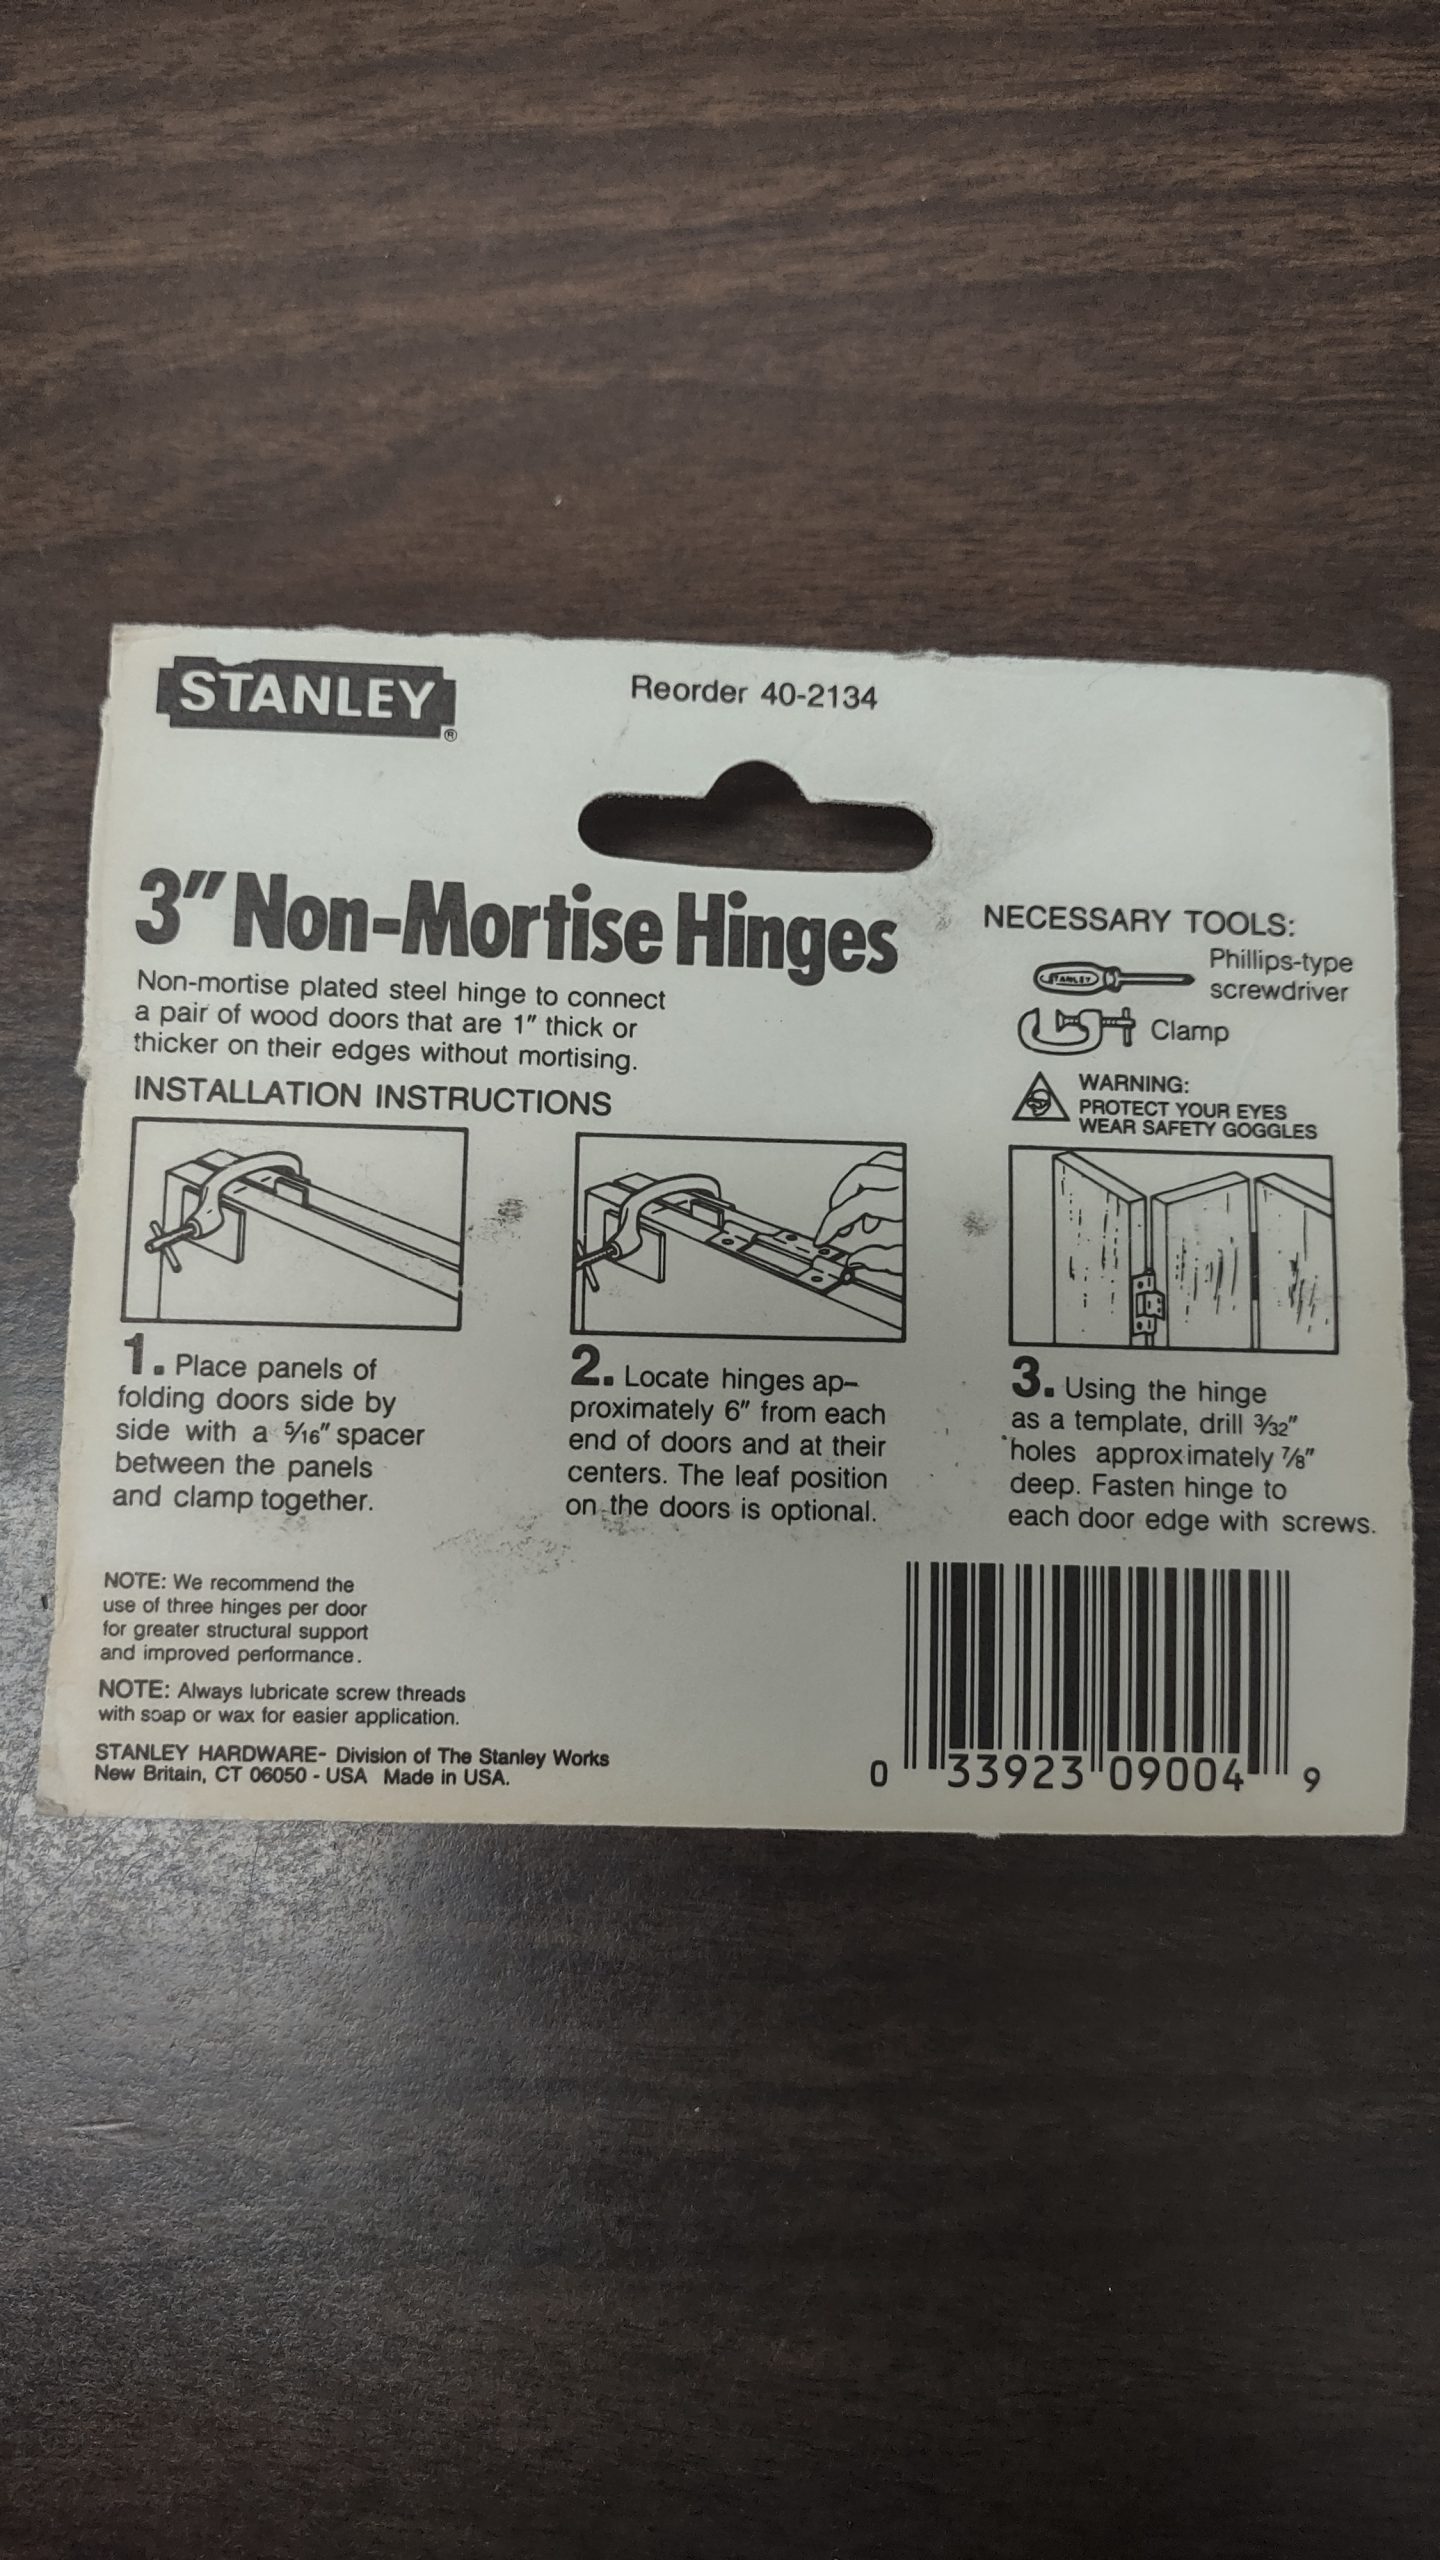 STANLEY®
Reorder 40-2134
3" Non-Mortise Hinges
Non-mortise plated steel hinge to connect
a pair of wood doors that are 1" thick or
thicker on their edges without mortising.
NECESSARY TOOLS:
STANLEY
Phillips-type
screwdriver
Clamp
WARNING:
PROTECT YOUR EYES
WEAR SAFETY GOGGLES
INSTALLATION INSTRUCTIONS
1. Place panels of
folding doors side by
side with a 5/16" spacer
between the panels
and clamp together.
2. Locate hinges ap-
proximately 6" from each
end of doors and at their
centers. The leaf position
on the doors is optional.
3. Using the hinge
as a template, drill 3/32"
holes approximately 7/8"
deep. Fasten hinge to
each door edge with screws.
NOTE: We recommend the
use of three hinges per door
for greater structural support
and improved performance.
NOTE: Always lubricate screw threads
with soap or wax for easier application.
STANLEY HARDWARE- Division of The Stanley Works
New Britain, CT 06050 - USA Made in USA.
0 33923 09004 9